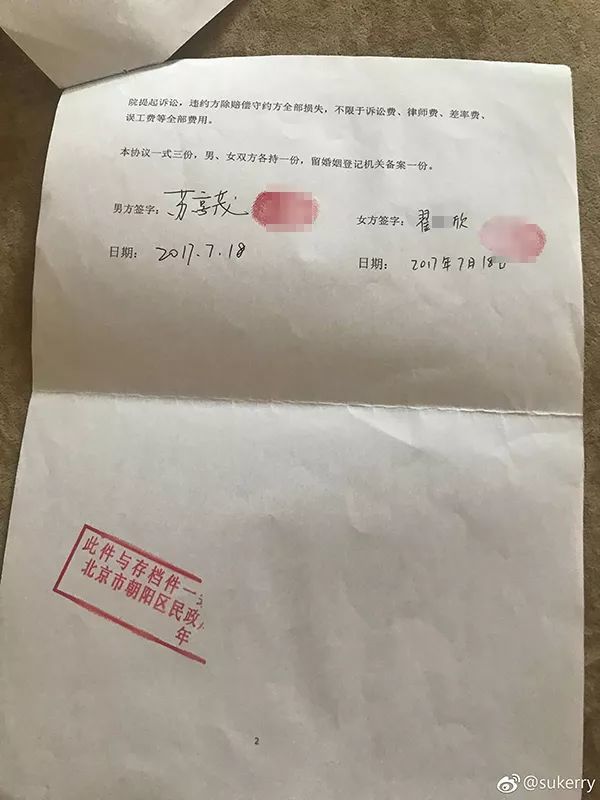 院提起诉讼，违约方除赔偿守约方全部损失，不限于诉讼费、律师费、差率费、
误工费等全部费用。
本协议一式三份，男、女双方各持一份，留婚姻登记机关备案一份。
男方签字：苏享茂
女方签字：翟 欣
日期：2017.7.18
日期：2017年7月18日
此件与存档件一
北京市朝阳区民政
年
2
@sukerry